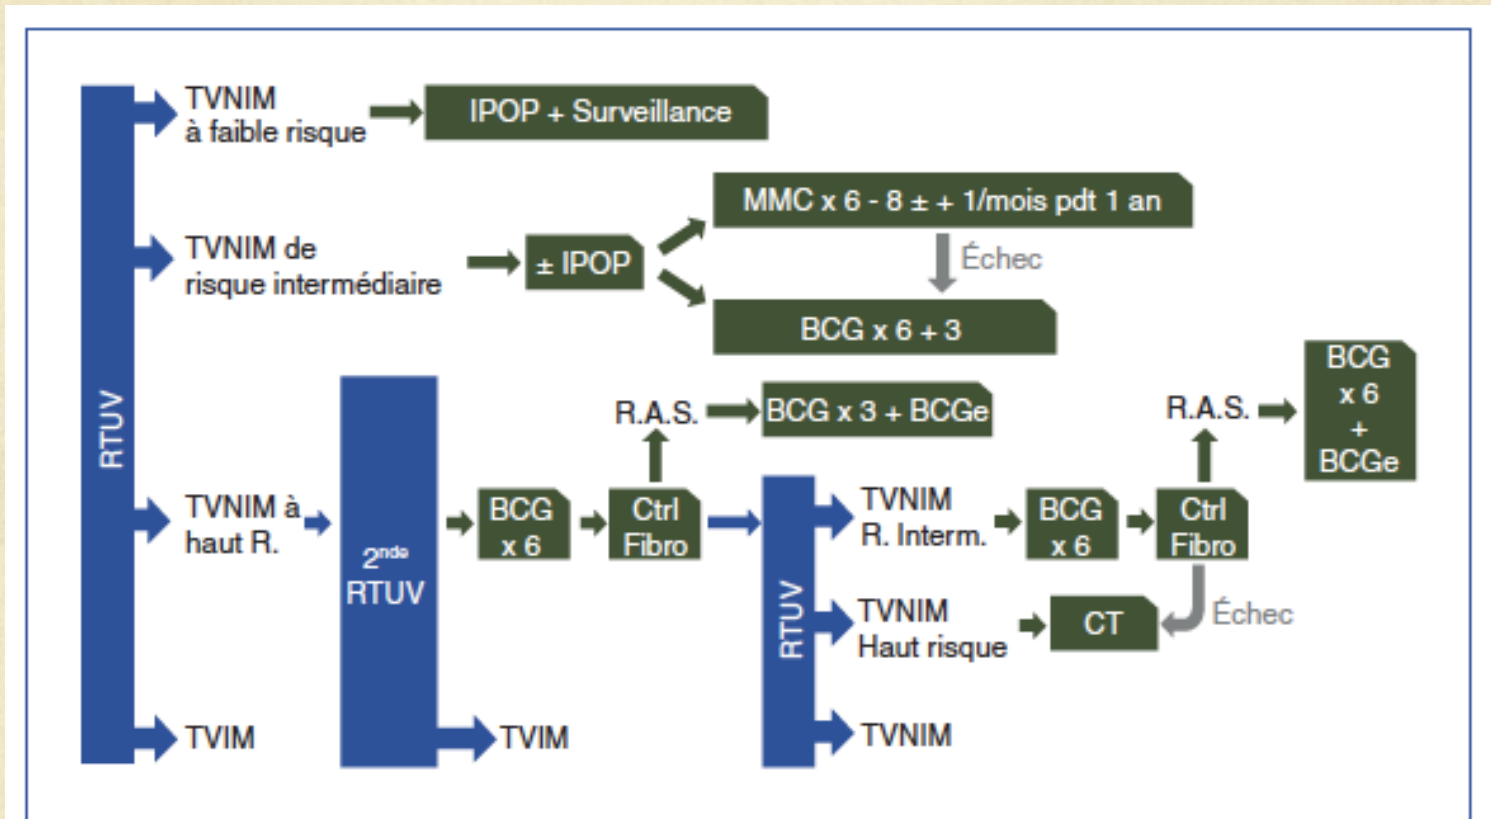 RTUV
TVNIM
à faible risque
IPOP + Surveillance
TVNIM de
risque intermédiaire
± IPOP
MMC x 6 - 8 ± + 1/mois pdt 1 an
Échec
BCG x 6 + 3
TVNIM à
haut R.
2nde
RTUV
BCG
x 6
Ctrl
Fibro
R.A.S.
BCG x 3 + BCGe
RTUV
TVNIM
R. Interm.
BCG
x 6
Ctrl
Fibro
R.A.S.
BCG
x 6
+
BCGe
TVNIM
Haut risque
CT
Échec
TVIM
TVIM
TVNIM